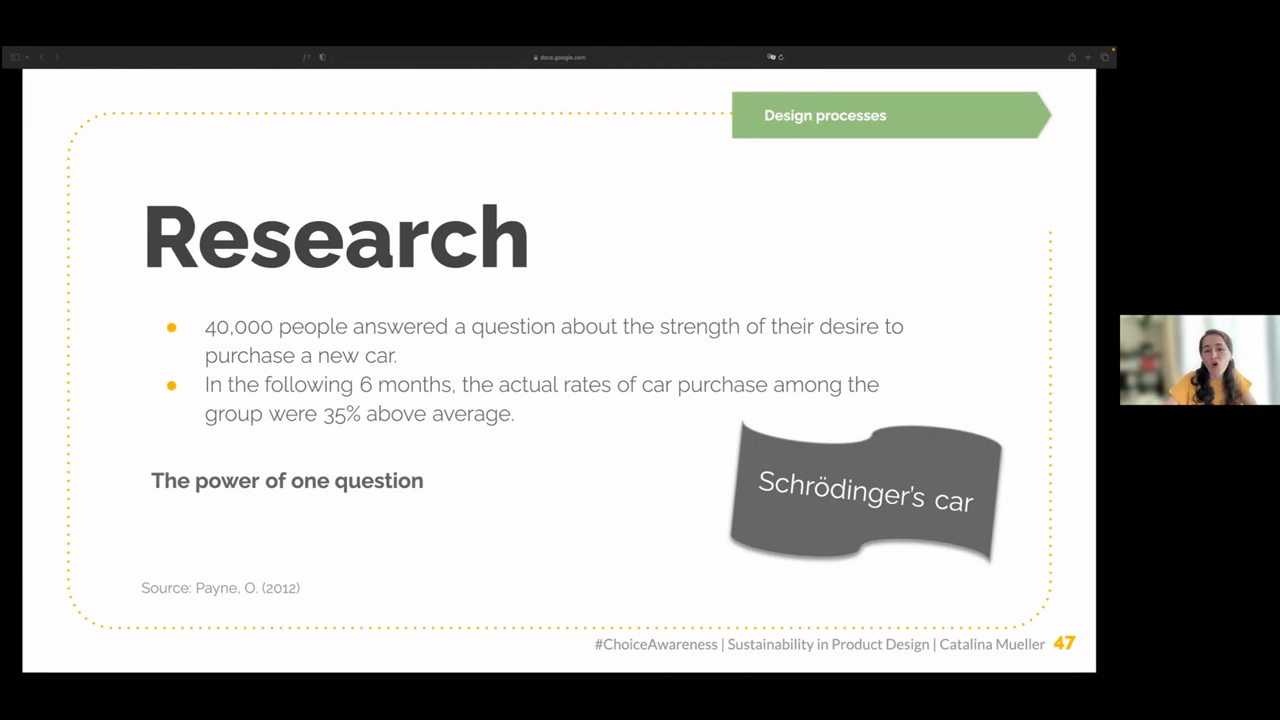 docs.google.com
Design processes
Research
● 40,000 people answered a question about the strength of their desire to
purchase a new car.
● In the following 6 months, the actual rates of car purchase among the
group were 35% above average.
The power of one question
Schrödinger's car
Source: Payne, O. (2012)
#ChoiceAwareness | Sustainability in Product Design | Catalina Mueller 47